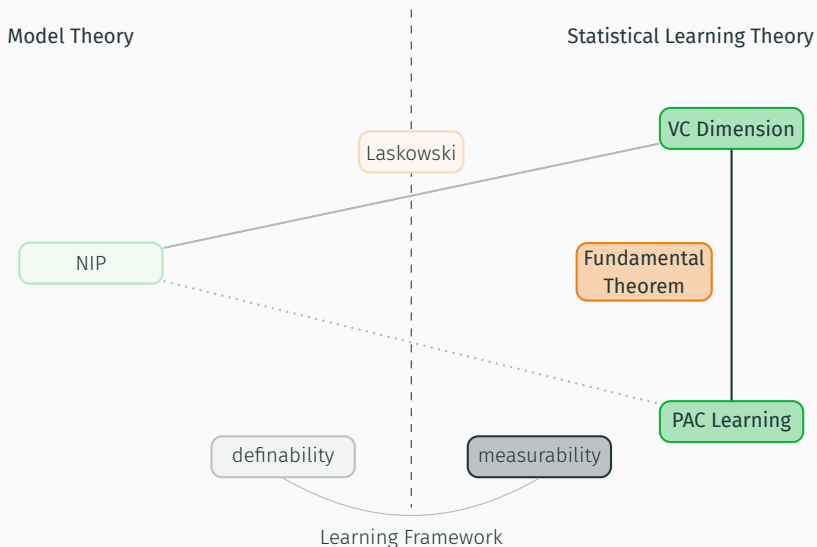 Model Theory
Statistical Learning Theory
VC Dimension
Laskowski
NIP
Fundamental
Theorem
PAC Learning
definability
measurability
Learning Framework